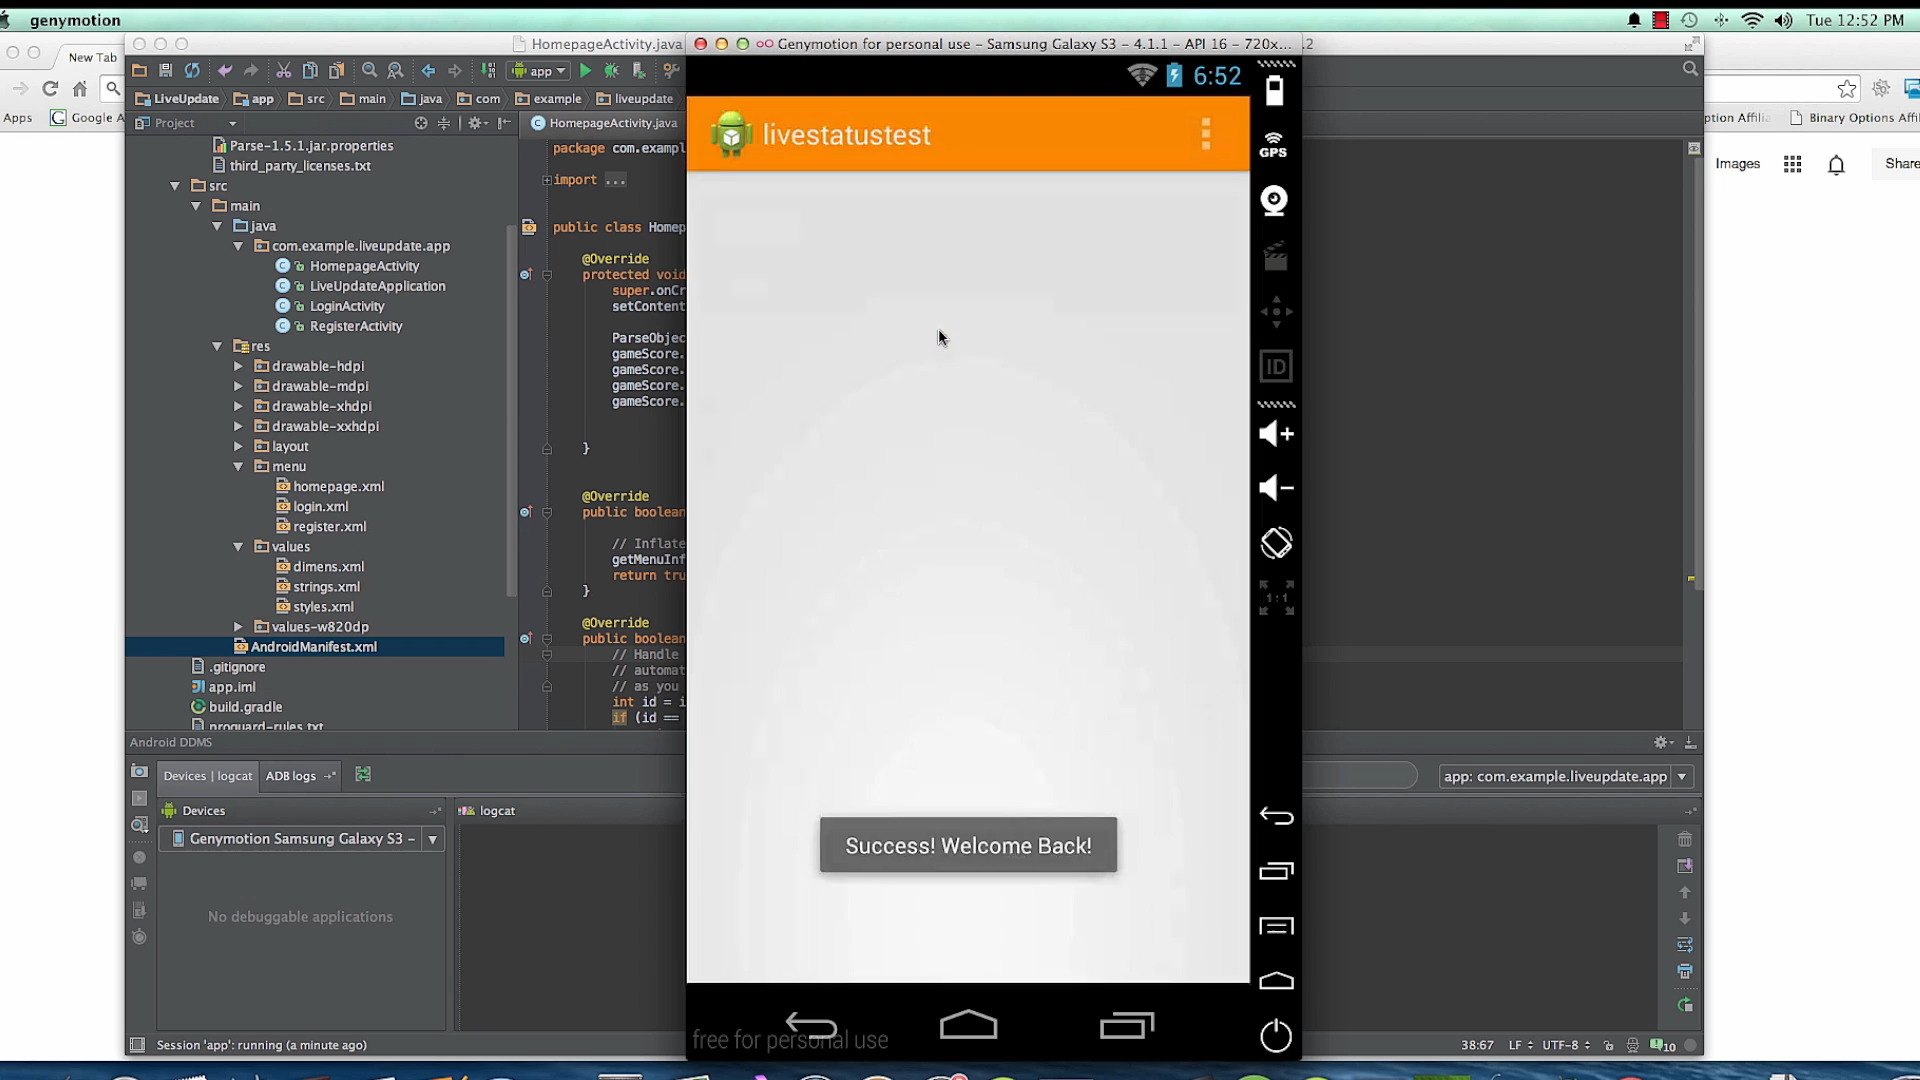 genymotion
Tue 12:52 PM
HomepageActivity.java
Genymotion for personal use – Samsung Galaxy S3 – 4.1.1 – API 16 – 720x...
.2
New Tab
app
6:52
LiveUpdate
app
src
main
java
com
example
liveupdate
Apps
Google
ption Affili
Binary Options Affi
Project
HomepageActivity.java
livestatustest
GPS
Images
Share
Parse-1.5.1.jar.properties
third_party_licenses.txt
src
main
java
com.example.liveupdate.app
HomepageActivity
LiveUpdateApplication
LoginActivity
RegisterActivity
res
drawable-hdpi
drawable-mdpi
drawable-xhdpi
drawable-xxhdpi
layout
menu
homepage.xml
login.xml
register.xml
values
dimens.xml
strings.xml
styles.xml
values-w820dp
AndroidManifest.xml
.gitignore
app.iml
build.gradle
proguard-rules.txt
package com.exampl
import ...
public class Homep
@Override
protected void
super.onCr
setContent
ParseObjec
gameScore.
gameScore.
gameScore.
gameScore.
}
@Override
public boolean
// Inflate
getMenuInf
return tru
}
@Override
public boolean
// Handle
// automat
// as you
int id = i
if (id ==
ID
1:1
Android DDMS
Devices | logcat
ADB logs
app: com.example.liveupdate.app
Devices
logcat
Genymotion Samsung Galaxy S3 –
No debuggable applications
Success! Welcome Back!
free for personal use
Session 'app': running (a minute ago)
38:67
LF
UTF-8
10